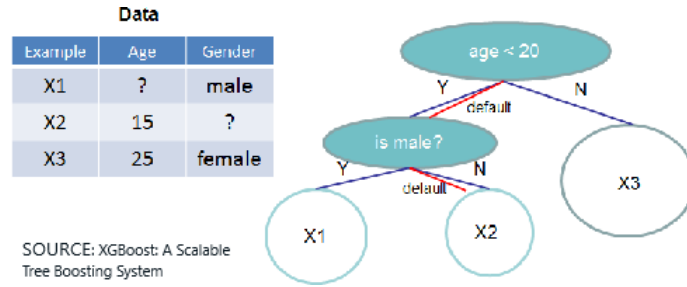 Data
Example Age Gender
X1 ? male
X2 15 ?
X3 25 female
SOURCE: XGBoost: A Scalable
Tree Boosting System
age < 20
Y N
default
is male?
Y N
default
X1 X2 X3